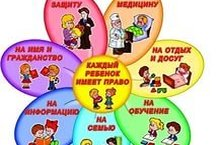 ЗАЩИТУ
МЕДИЦИНУ
НА ИМЯ И
ГРАЖДАНСТВО
КАЖДЫЙ
РЕБЕНОК
ИМЕЕТ ПРАВО
НА ОТДЫХ
И ДОСУГ
НА ИНФОРМАЦИЮ
НА
СЕМЬЮ
НА ОБУЧЕНИЕ